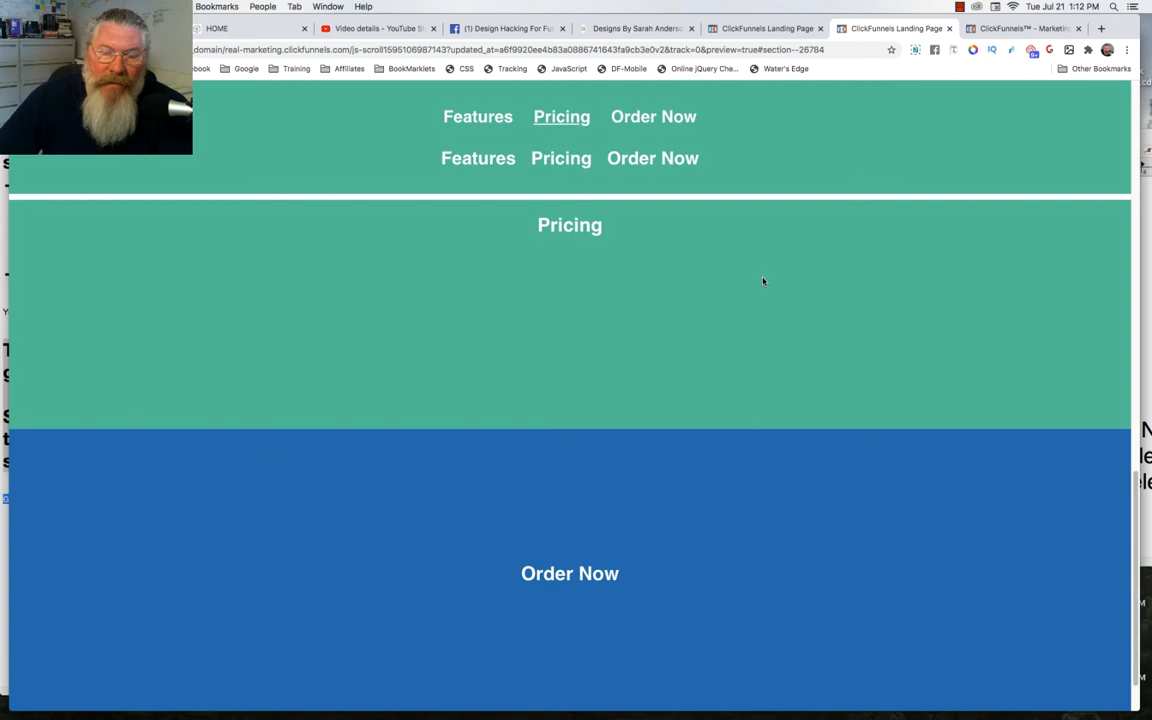 Bookmarks People Tab Window Help
Tue Jul 21 1:12 PM
HOME
Video details - YouTube St
(1) Design Hacking For Fun
Designs By Sarah Anderso
ClickFunnels Landing Page
ClickFunnels Landing Page
ClickFunnels™ - Marketing
domain/real-marketing.clickfunnels.com/js-scroll1595106987143?updated_at=a6f9920ee4b83a0886741643fa9cb3e0v2&track=0&preview=true#section--26784
book Google Training Affiliates BookMarklets CSS Tracking JavaScript DF-Mobile Online jQuery Che... Water's Edge Other Bookmarks
Features Pricing Order Now
Features Pricing Order Now
Pricing
Order Now